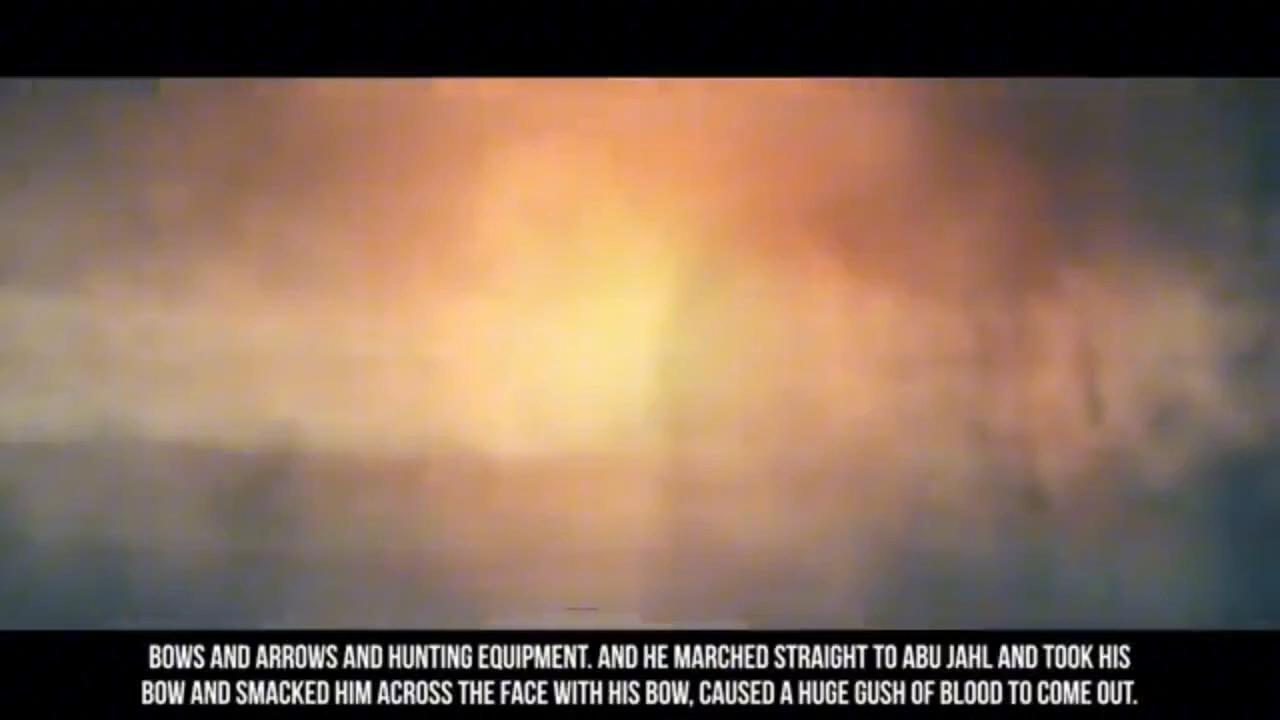 BOWS AND ARROWS AND HUNTING EQUIPMENT. AND HE MARCHED STRAIGHT TO ABU JAHL AND TOOK HIS
BOW AND SMACKED HIM ACROSS THE FACE WITH HIS BOW, CAUSED A HUGE GUSH OF BLOOD TO COME OUT.